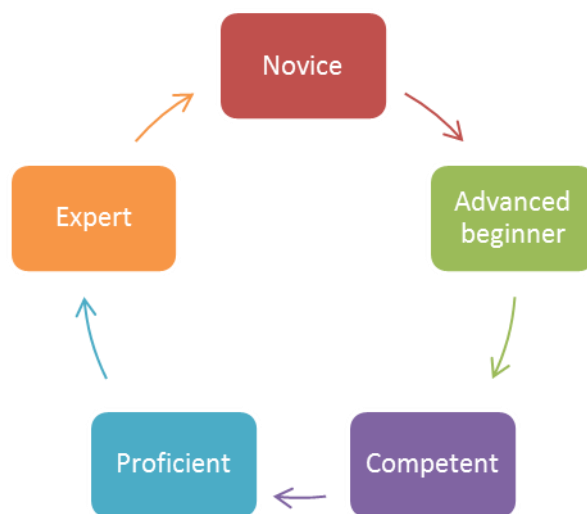 Novice
Advanced
beginner
Competent
Proficient
Expert